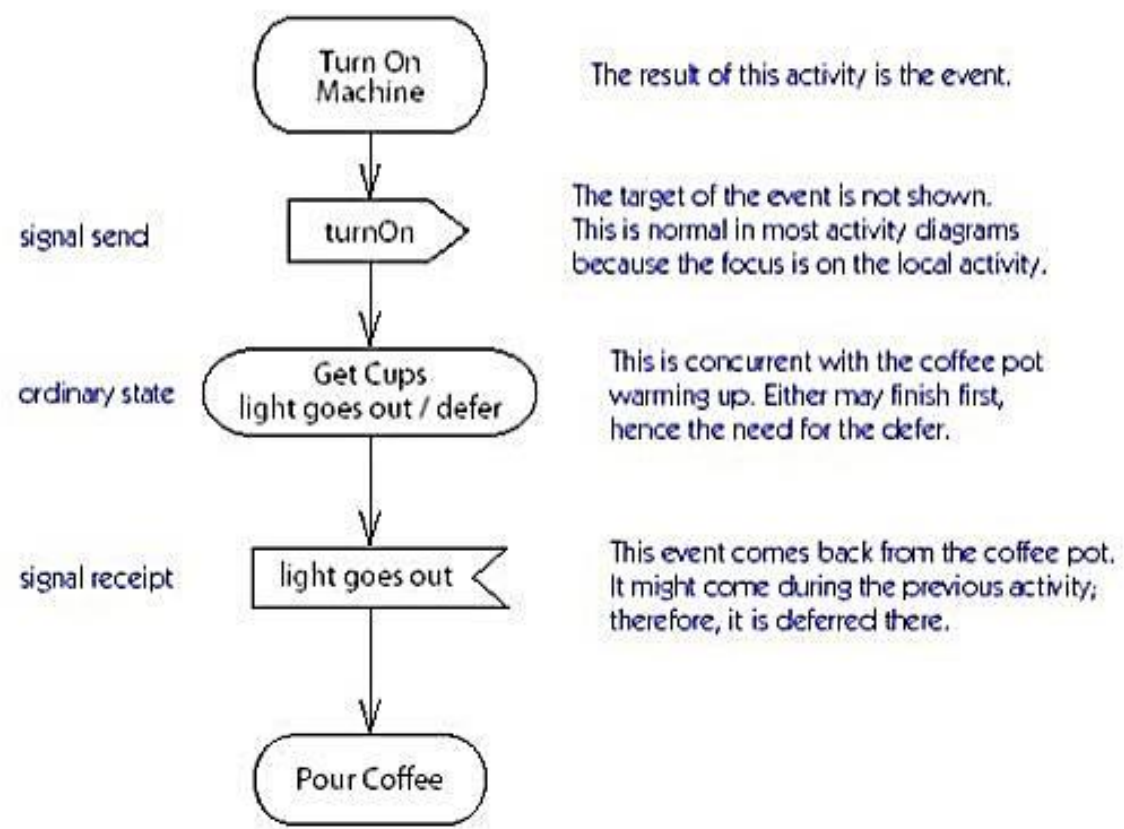 Turn On
Machine
The result of this activity is the event.
signal send
turnOn
The target of the event is not shown.
This is normal in most activity diagrams
because the focus is on the local activity.
ordinary state
Get Cups
light goes out / defer
This is concurrent with the coffee pot
warming up. Either may finish first,
hence the need for the defer.
signal receipt
light goes out
This event comes back from the coffee pot.
It might come during the previous activity;
therefore, it is deferred there.
Pour Coffee